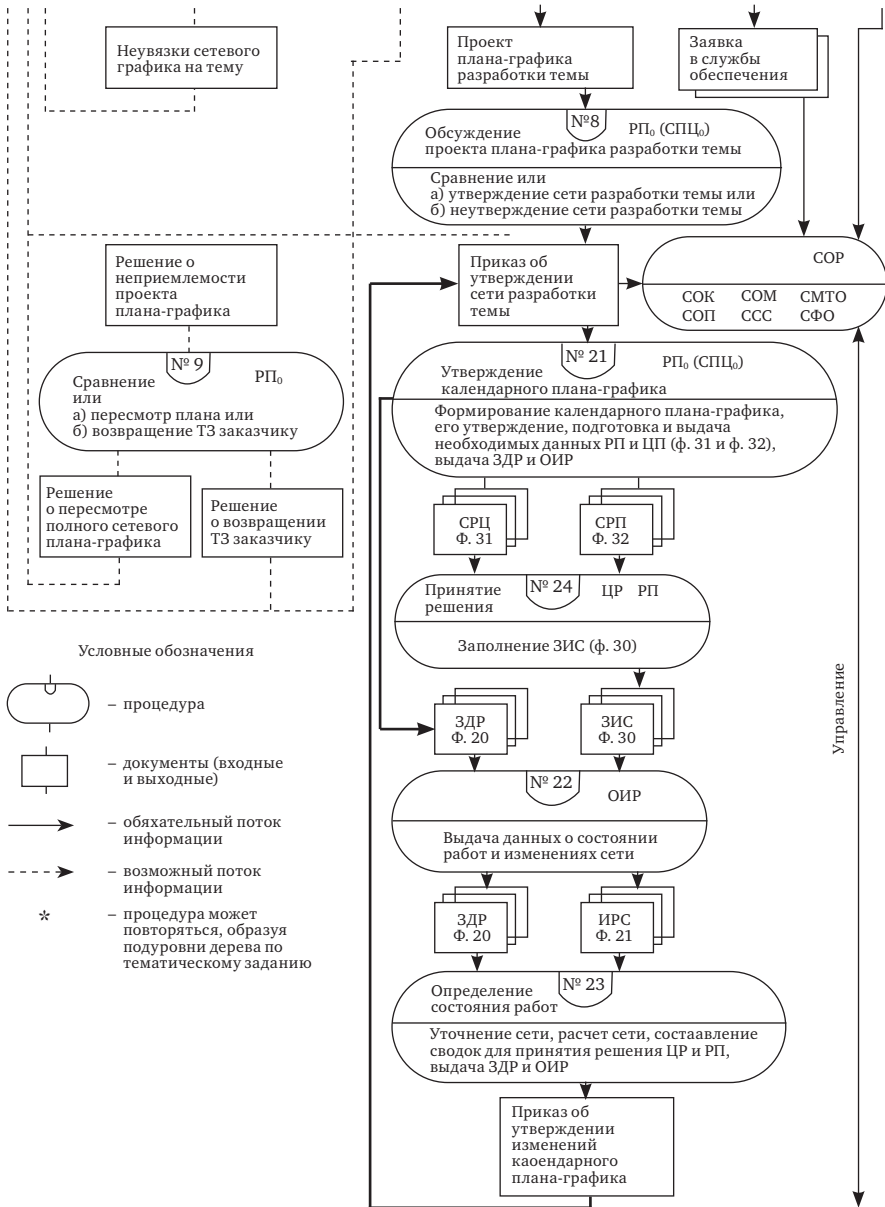 Неувязки сетевого
графика на тему
Проект
плана-графика
разработки темы
Заявка
в службы
обеспечения
№8
Обсуждение РП₀ (СПЦ₀)
проекта плана-графика разработки темы
Сравнение или
а) утверждение сети разработки темы или
б) неутверждение сети разработки темы
Решение о
неприемлемости
проекта
плана-графика
Приказ об
утверждении
сети разработки
темы
СОР
СОК СОМ СМТО
СОП ССС СФО
№ 9
Сравнение РП₀
или
а) пересмотр плана или
б) возвращение ТЗ заказчику
№ 21
Утверждение РП₀ (СПЦ₀)
календарного плана-графика
Формирование календарного плана-графика,
его утверждение, подготовка и выдача
необходимых данных РП и ЦП (ф. 31 и ф. 32),
выдача ЗДР и ОИР
Решение
о пересмотре
полного сетевого
плана-графика
Решение
о возвращении
ТЗ заказчику
СРЦ
Ф. 31
СРП
Ф. 32
№ 24
Принятие ЦР РП
решения
Заполнение ЗИС (ф. 30)
Условные обозначения
– процедура
– документы (входные
и выходные)
– обяхательный поток
информации
– возможный поток
информации
* – процедура может
повторяться, образуя
подуровни дерева по
тематическому заданию
Управление
ЗДР
Ф. 20
ЗИС
Ф. 30
№ 22
ОИР
Выдача данных о состоянии
работ и изменениях сети
ЗДР
Ф. 20
ИРС
Ф. 21
№ 23
Определение
состояния работ
Уточнение сети, расчет сети, состаавление
сводок для принятия решения ЦР и РП,
выдача ЗДР и ОИР
Приказ об
утверждении
изменений
каоендарного
плана-графика